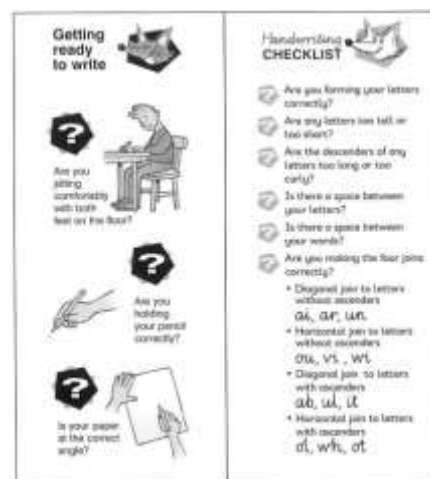 Getting
ready
to write
?
Are you
sitting
comfortably
with both
feet on the floor?
?
Are you
holding
your pencil
correctly?
?
Is your paper
at the correct
angle?
Handwriting
CHECKLIST
Are you forming your letters
correctly?
Are any letters too tall or
too short?
Are the descenders of any
letters too long or too
curly?
Is there a space between
your letters?
Is there a space between
your words?
Are you making the four joins
correctly?
• Diagonal join to letters
without ascenders
ai, ar, un
• Horizontal join to letters
without ascenders
ou, vi, wi
• Diagonal join to letters
with ascenders
ab, ul, it
• Horizontal join to letters
with ascenders
ol, wh, ot